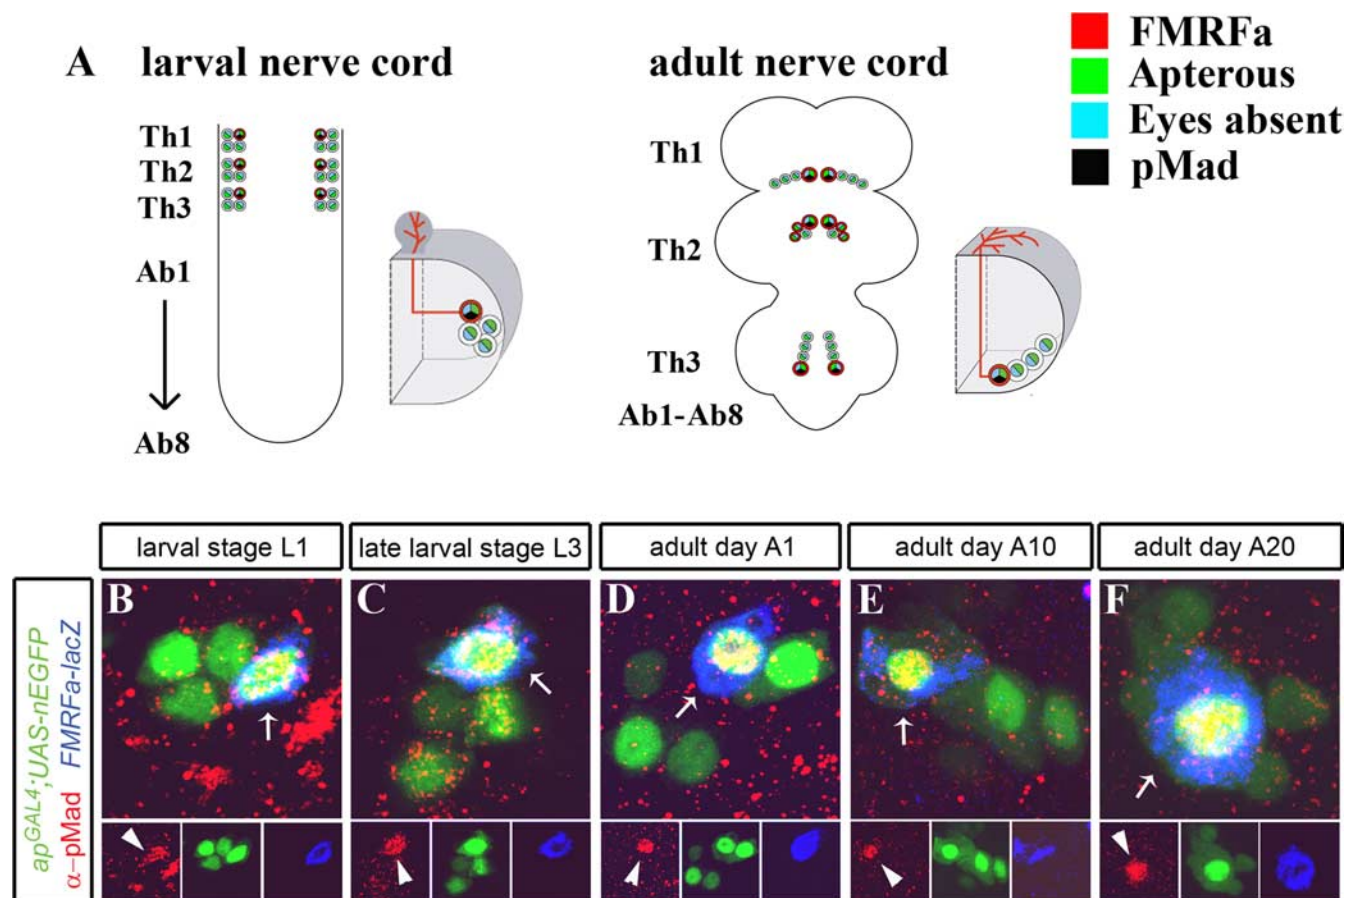 A larval nerve cord
adult nerve cord
FMRFa
Apterous
Eyes absent
pMad
Th1
Th2
Th3
Ab1
Ab8
Th1
Th2
Th3
Ab1-Ab8
larval stage L1
late larval stage L3
adult day A1
adult day A10
adult day A20
apGAL4;UAS-nEGFP
α-pMad FMRFa-lacZ
B
C
D
E
F